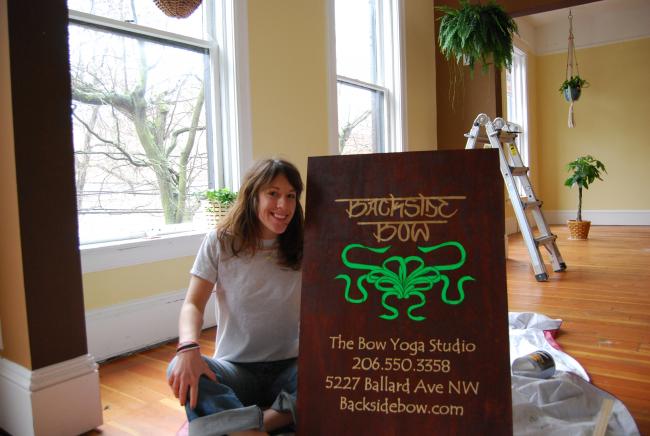 BACKSIDE
BOW
The Bow Yoga Studio
206.550.3358
5227 Ballard Ave NW
Backsidebow.com